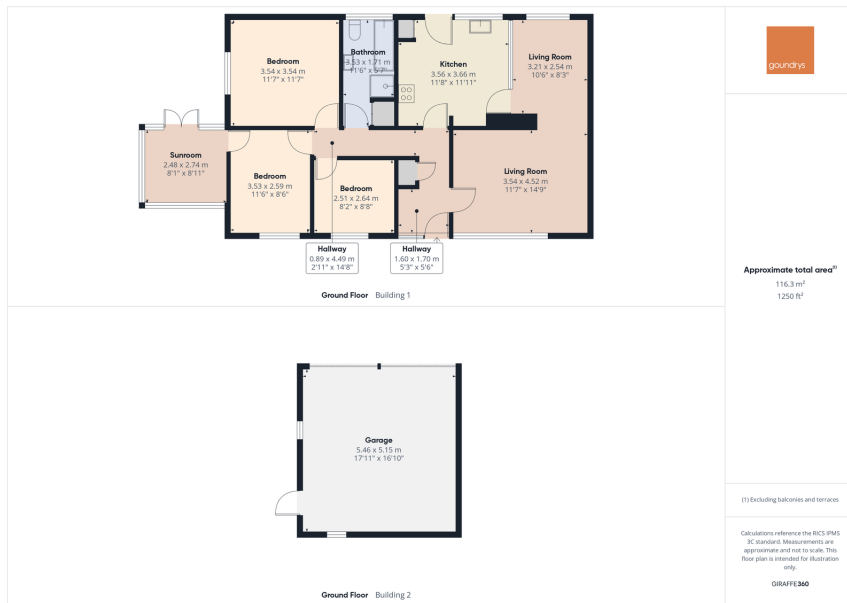 Bedroom
3.54 x 3.54 m
11'7" x 11'7"
Bathroom
3.53 x 1.71 m
11'6" x 5'7"
Kitchen
3.56 x 3.66 m
11'8" x 11'11"
Living Room
3.21 x 2.54 m
10'6" x 8'3"
Sunroom
2.48 x 2.74 m
8'1" x 8'11"
Bedroom
3.53 x 2.59 m
11'6" x 8'6"
Bedroom
2.51 x 2.64 m
8'2" x 8'8"
Living Room
3.54 x 4.52 m
11'7" x 14'9"
Hallway
0.89 x 4.49 m
2'11" x 14'8"
Hallway
1.60 x 1.70 m
5'3" x 5'6"
Ground Floor Building 1
Garage
5.46 x 5.15 m
17'11" x 16'10"
Ground Floor Building 2
goundrys
Approximate total area⁽¹⁾
116.3 m²
1250 ft²
(1) Excluding balconies and terraces
Calculations reference the RICS IPMS
3C standard. Measurements are
approximate and not to scale. This
floor plan is intended for illustration
only.
GIRAFFE360